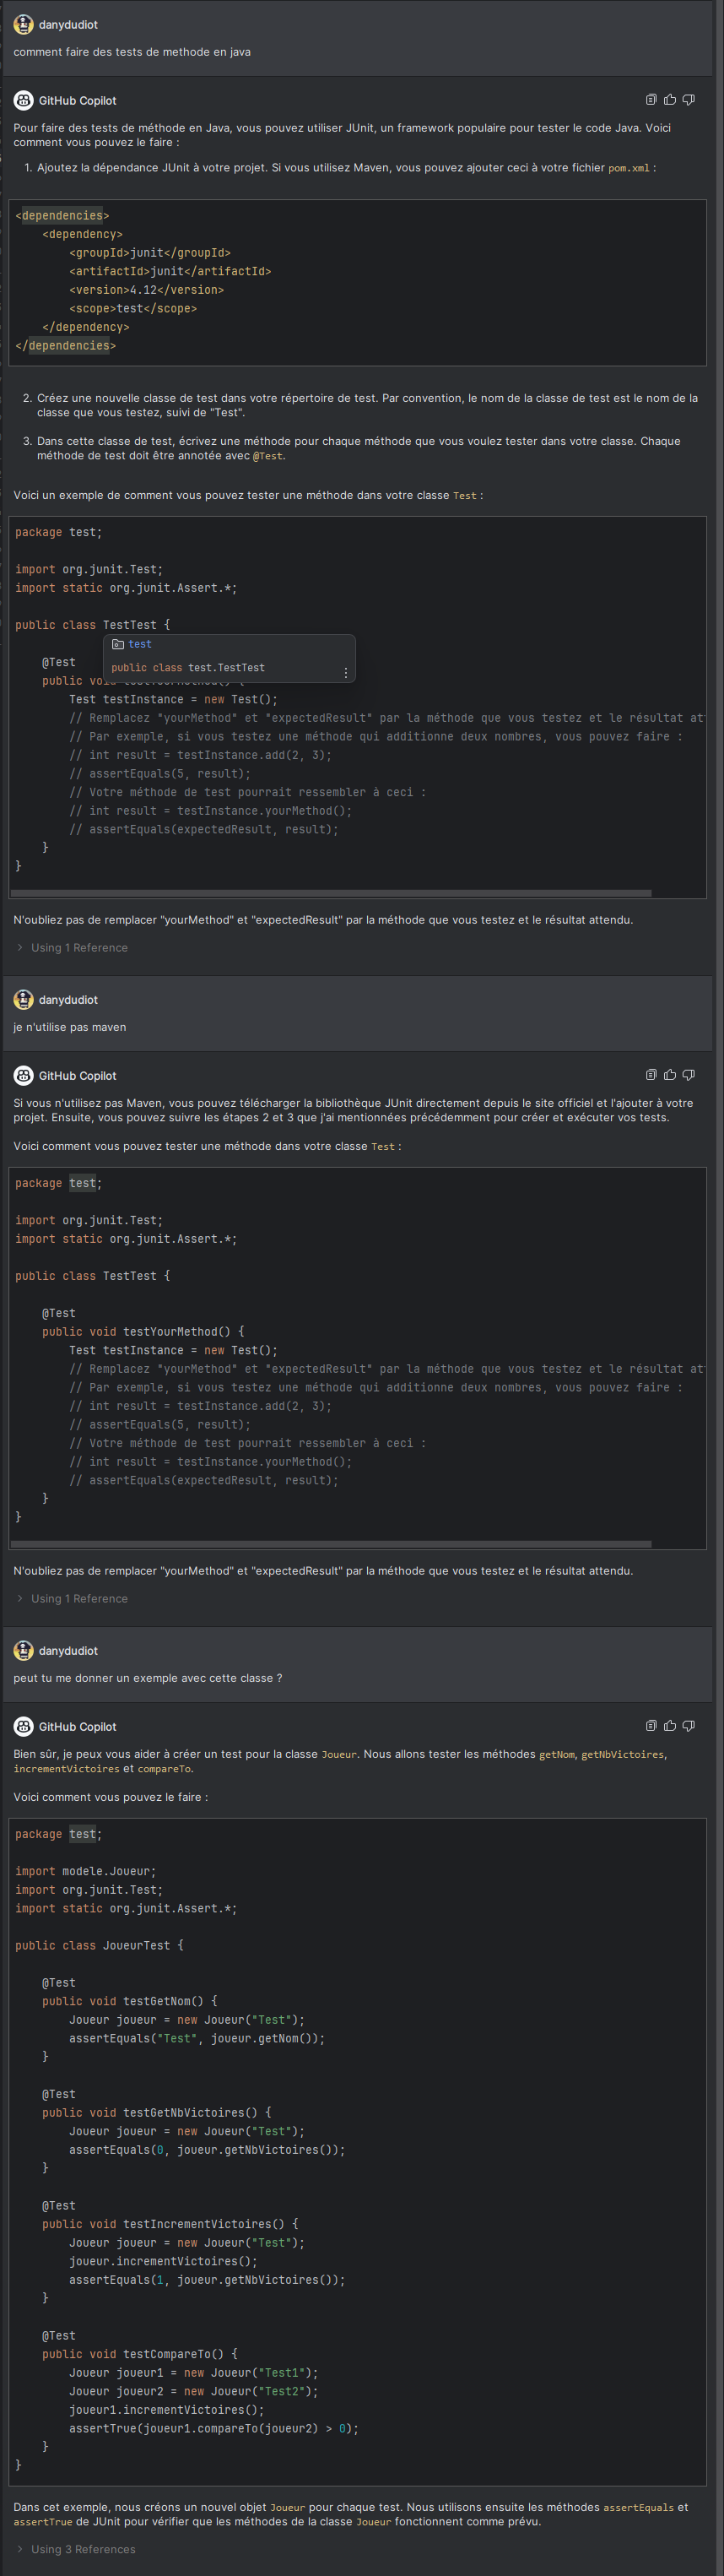 danydudiot
comment faire des tests de methode en java
GitHub Copilot
Pour faire des tests de méthode en Java, vous pouvez utiliser JUnit, un framework populaire pour tester le code Java. Voici
comment vous pouvez le faire :
1. Ajoutez la dépendance JUnit à votre projet. Si vous utilisez Maven, vous pouvez ajouter ceci à votre fichier pom.xml :
<dependencies>
    <dependency>
        <groupId>junit</groupId>
        <artifactId>junit</artifactId>
        <version>4.12</version>
        <scope>test</scope>
    </dependency>
</dependencies>
2. Créez une nouvelle classe de test dans votre répertoire de test. Par convention, le nom de la classe de test est le nom de la
classe que vous testez, suivi de "Test".
3. Dans cette classe de test, écrivez une méthode pour chaque méthode que vous voulez tester dans votre classe. Chaque
méthode de test doit être annotée avec @Test.
Voici un exemple de comment vous pouvez tester une méthode dans votre classe Test :
package test;
import org.junit.Test;
import static org.junit.Assert.*;
public class TestTest {
test
@Test
public class test.TestTest
    public void
        Test testInstance = new Test();
        // Remplacez "yourMethod" et "expectedResult" par la méthode que vous testez et le résultat
        // Par exemple, si vous testez une méthode qui additionne deux nombres, vous pouvez faire :
        // int result = testInstance.add(2, 3);
        // assertEquals(5, result);
        // Votre méthode de test pourrait ressembler à ceci :
        // int result = testInstance.yourMethod();
        // assertEquals(expectedResult, result);
    }
}
N'oubliez pas de remplacer "yourMethod" et "expectedResult" par la méthode que vous testez et le résultat attendu.
Using 1 Reference
danydudiot
je n'utilise pas maven
GitHub Copilot
Si vous n'utilisez pas Maven, vous pouvez télécharger la bibliothèque JUnit directement depuis le site officiel et l'ajouter à votre
projet. Ensuite, vous pouvez suivre les étapes 2 et 3 que j'ai mentionnées précédemment pour créer et exécuter vos tests.
Voici comment vous pouvez tester une méthode dans votre classe Test :
package test;
import org.junit.Test;
import static org.junit.Assert.*;
public class TestTest {
    @Test
    public void testYourMethod() {
        Test testInstance = new Test();
        // Remplacez "yourMethod" et "expectedResult" par la méthode que vous testez et le résultat
        // Par exemple, si vous testez une méthode qui additionne deux nombres, vous pouvez faire :
        // int result = testInstance.add(2, 3);
        // assertEquals(5, result);
        // Votre méthode de test pourrait ressembler à ceci :
        // int result = testInstance.yourMethod();
        // assertEquals(expectedResult, result);
    }
}
N'oubliez pas de remplacer "yourMethod" et "expectedResult" par la méthode que vous testez et le résultat attendu.
Using 1 Reference
danydudiot
peut tu me donner un exemple avec cette classe ?
GitHub Copilot
Bien sûr, je peux vous aider à créer un test pour la classe Joueur. Nous allons tester les méthodes getNom, getNbVictoires,
incrementVictoires et compareTo.
Voici comment vous pouvez le faire :
package test;
import modele.Joueur;
import org.junit.Test;
import static org.junit.Assert.*;
public class JoueurTest {
    @Test
    public void testGetNom() {
        Joueur joueur = new Joueur("Test");
        assertEquals("Test", joueur.getNom());
    }
    @Test
    public void testGetNbVictoires() {
        Joueur joueur = new Joueur("Test");
        assertEquals(0, joueur.getNbVictoires());
    }
    @Test
    public void testIncrementVictoires() {
        Joueur joueur = new Joueur("Test");
        joueur.incrementVictoires();
        assertEquals(1, joueur.getNbVictoires());
    }
    @Test
    public void testCompareTo() {
        Joueur joueur1 = new Joueur("Test1");
        Joueur joueur2 = new Joueur("Test2");
        joueur1.incrementVictoires();
        assertTrue(joueur1.compareTo(joueur2) > 0);
    }
}
Dans cet exemple, nous créons un nouvel objet Joueur pour chaque test. Nous utilisons ensuite les méthodes assertEquals et
assertTrue de JUnit pour vérifier que les méthodes de la classe Joueur fonctionnent comme prévu.
Using 3 References